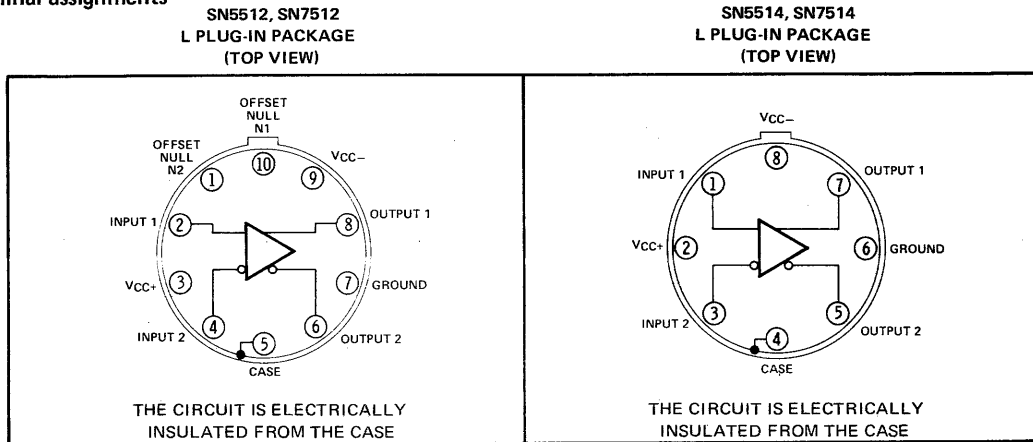 SN5512, SN7512
L PLUG-IN PACKAGE
(TOP VIEW)
OFFSET
NULL
N1
OFFSET
NULL
N2
VCC–
10
1
9
INPUT 1
2
8
OUTPUT 1
VCC+
3
7
GROUND
INPUT 2
4
6
OUTPUT 2
5
CASE
THE CIRCUIT IS ELECTRICALLY
INSULATED FROM THE CASE
SN5514, SN7514
L PLUG-IN PACKAGE
(TOP VIEW)
VCC–
8
INPUT 1
1
7
OUTPUT 1
VCC+
2
6
GROUND
INPUT 2
3
5
OUTPUT 2
4
CASE
THE CIRCUIT IS ELECTRICALLY
INSULATED FROM THE CASE